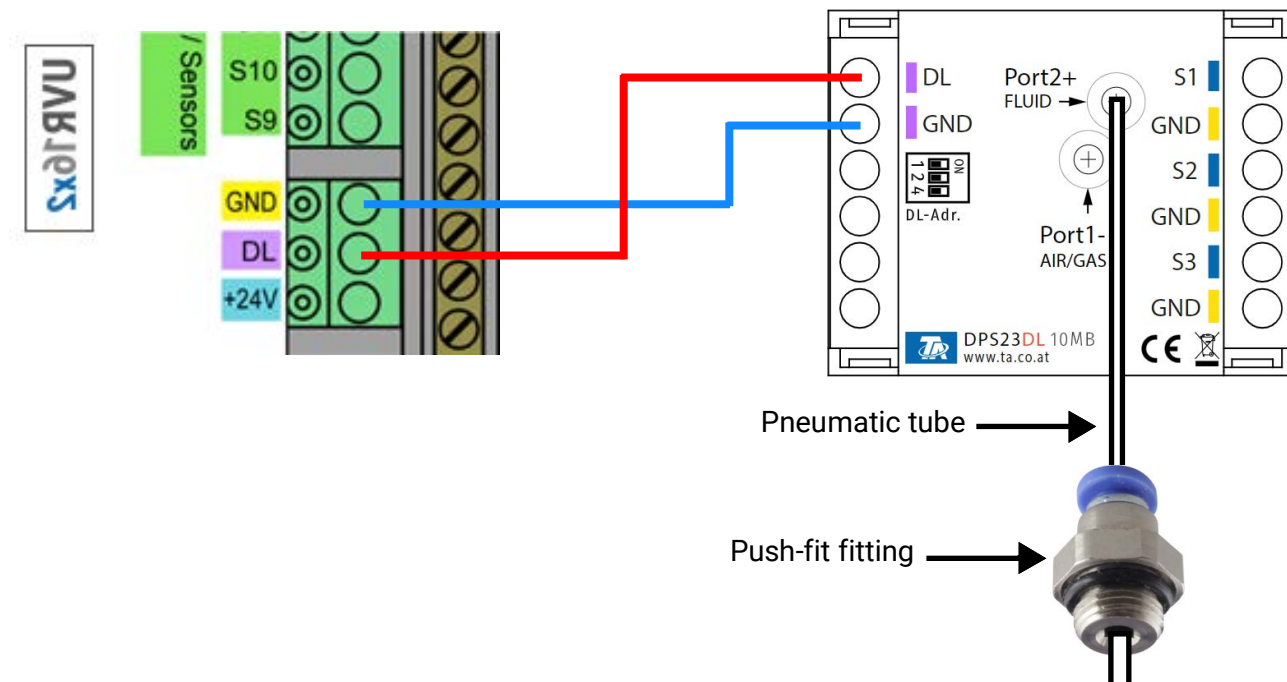 UVR16x2
/ Sensors
S10
S9
GND
DL
+24V
DL
GND
ON
1 2 4
DL-Adr.
Port2+
FLUID
Port1-
AIR/GAS
S1
GND
S2
GND
S3
GND
TA
DPS23DL 10MB
www.ta.co.at
CE
Pneumatic tube
Push-fit fitting